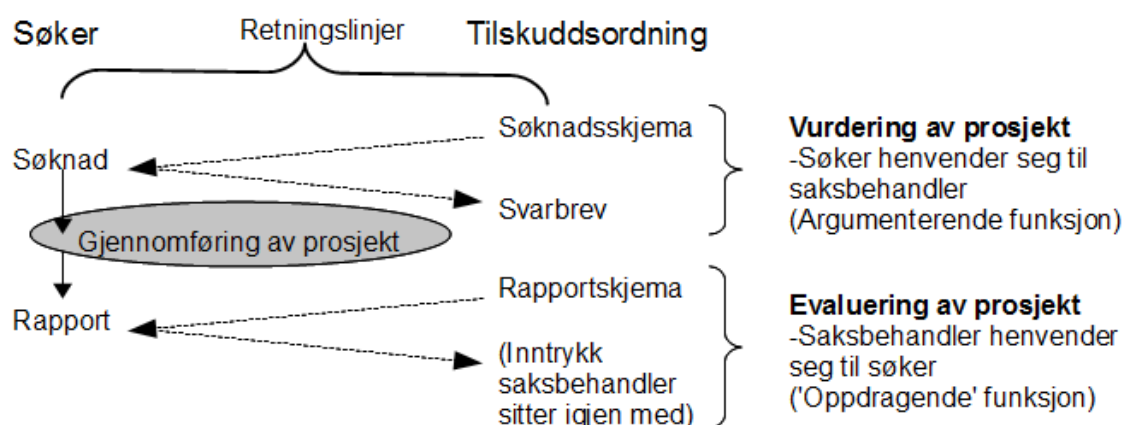 Søker
Retningslinjer
Tilskuddsordning
Søknadsskjema
Søknad
Svarbrev
Vurdering av prosjekt
-Søker henvender seg til
saksbehandler
(Argumenterende funksjon)
Gjennomføring av prosjekt
Rapportskjema
Rapport
(Inntrykk
saksbehandler
sitter igjen med)
Evaluering av prosjekt
-Saksbehandler henvender
seg til søker
('Oppdragende' funksjon)